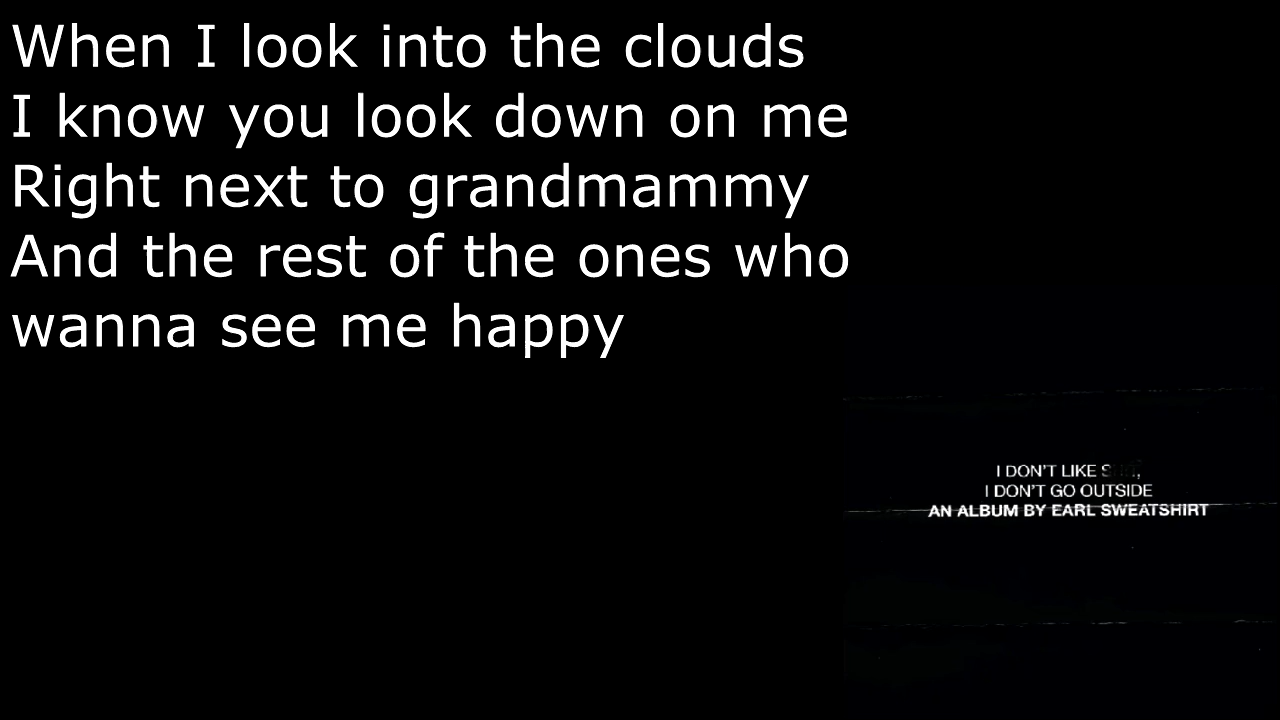 When I look into the clouds
I know you look down on me
Right next to grandmammy
And the rest of the ones who
wanna see me happy
I DON'T LIKE S
I DON'T GO OUTSIDE
AN ALBUM BY EARL SWEATSHIRT